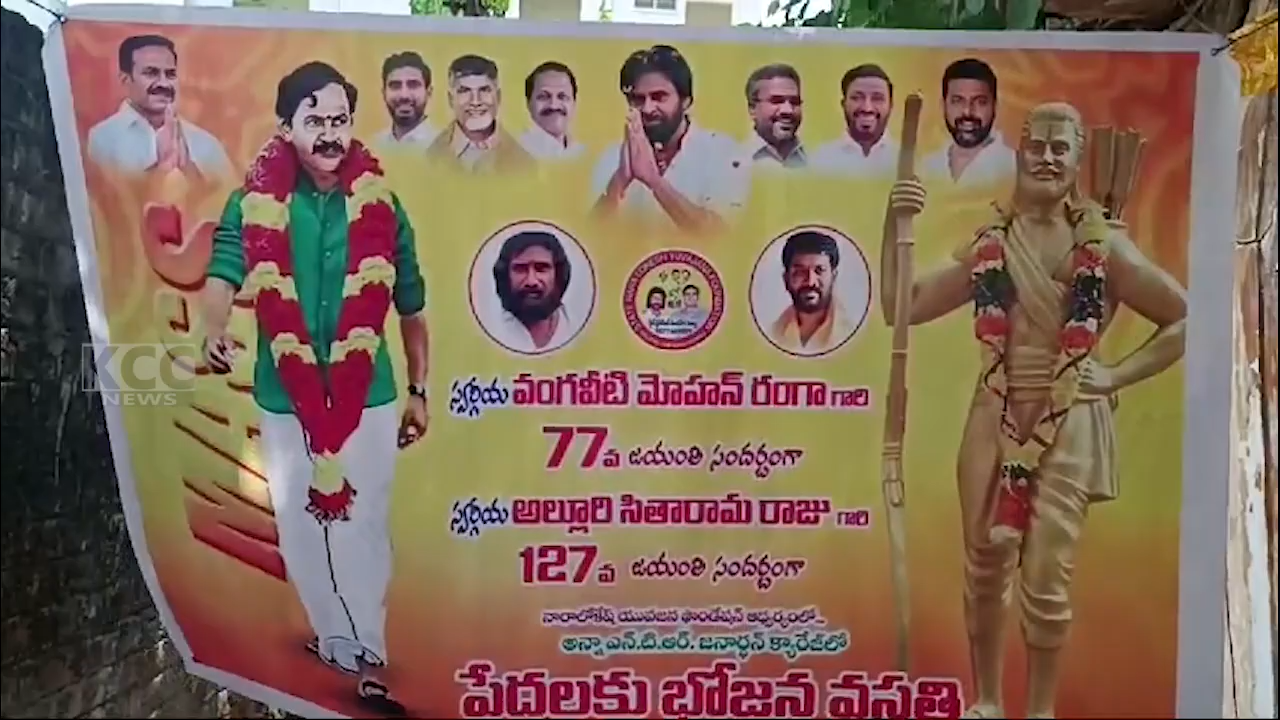 KCC
NEWS
స్వర్గీయ వంగవీటి మోహన్ రంగా గారి
77వ జయంతి సందర్భంగా
స్వర్గీయ అల్లూరి సీతారామ రాజు గారి
127వ జయంతి సందర్భంగా
నారాలోకేష్ యువజన ఫౌండేషన్ ఆధ్వర్యంలో..
అన్నాఎన్.టి.ఆర్. జనార్ధన్ క్యారేజీలో
పేదలకు భోజన వసతి